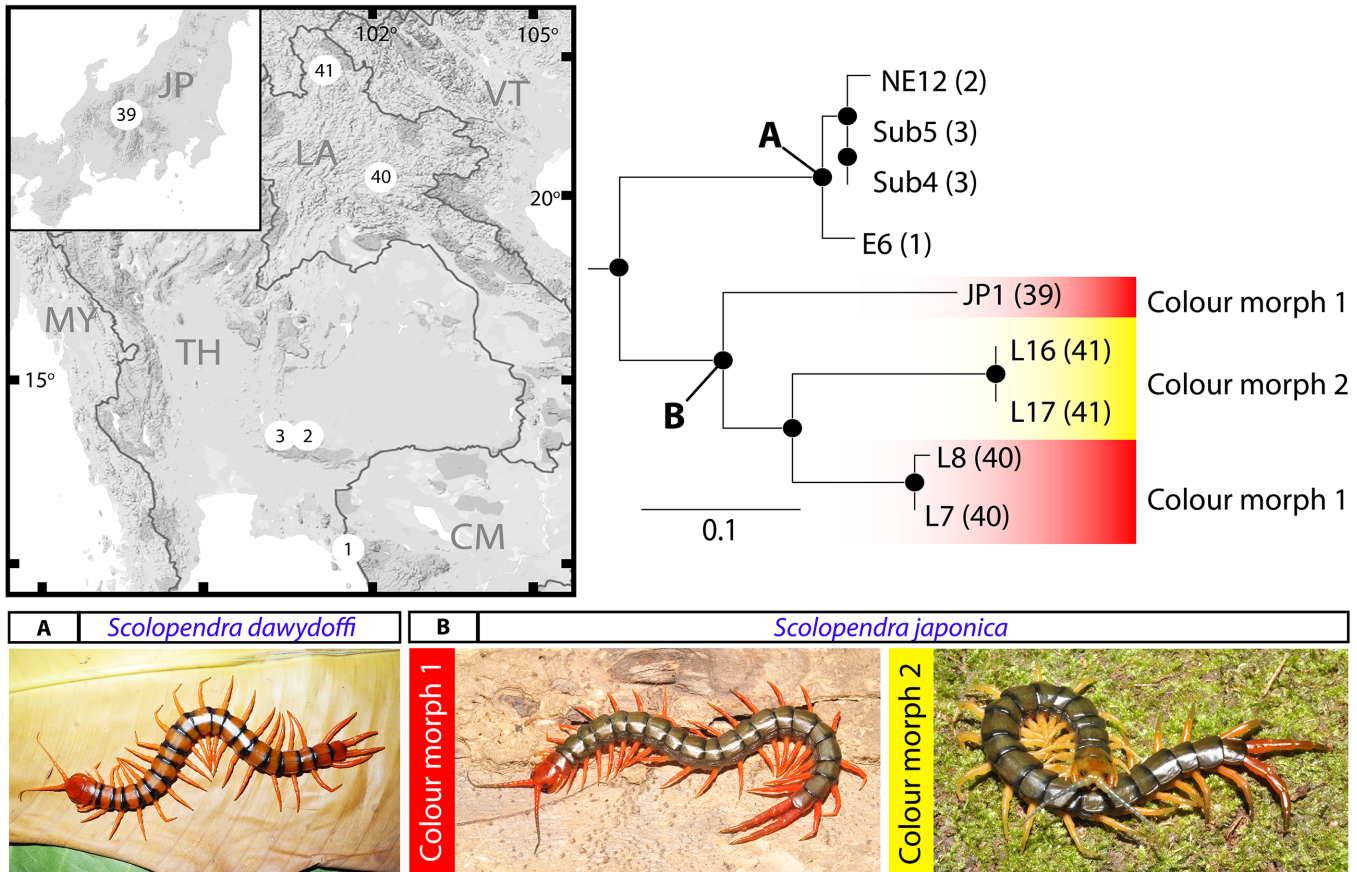 102°
105°
JP
41
VT
39
LA
40
20°
MY
TH
15°
3
2
CM
1
A
NE12 (2)
Sub5 (3)
Sub4 (3)
E6 (1)
JP1 (39)
Colour morph 1
L16 (41)
Colour morph 2
L17 (41)
B
L8 (40)
Colour morph 1
L7 (40)
0.1
A
Scolopendra dawydoffi
B
Scolopendra japonica
Colour morph 1
Colour morph 2